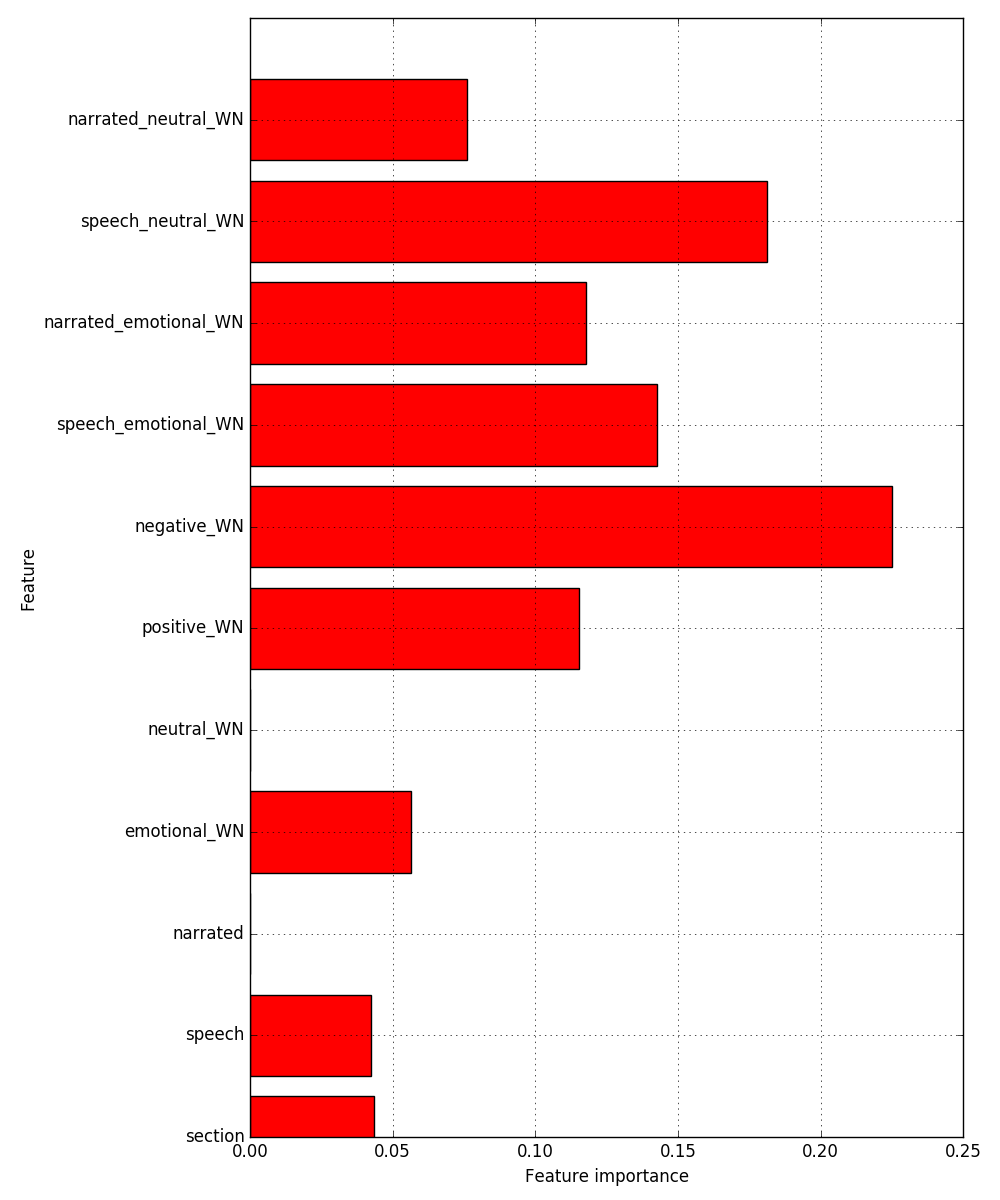 narrated_neutral_WN
speech_neutral_WN
narrated_emotional_WN
speech_emotional_WN
negative_WN
positive_WN
neutral_WN
emotional_WN
narrated
speech
section
Feature
0.00 0.05 0.10 0.15 0.20 0.25
Feature importance